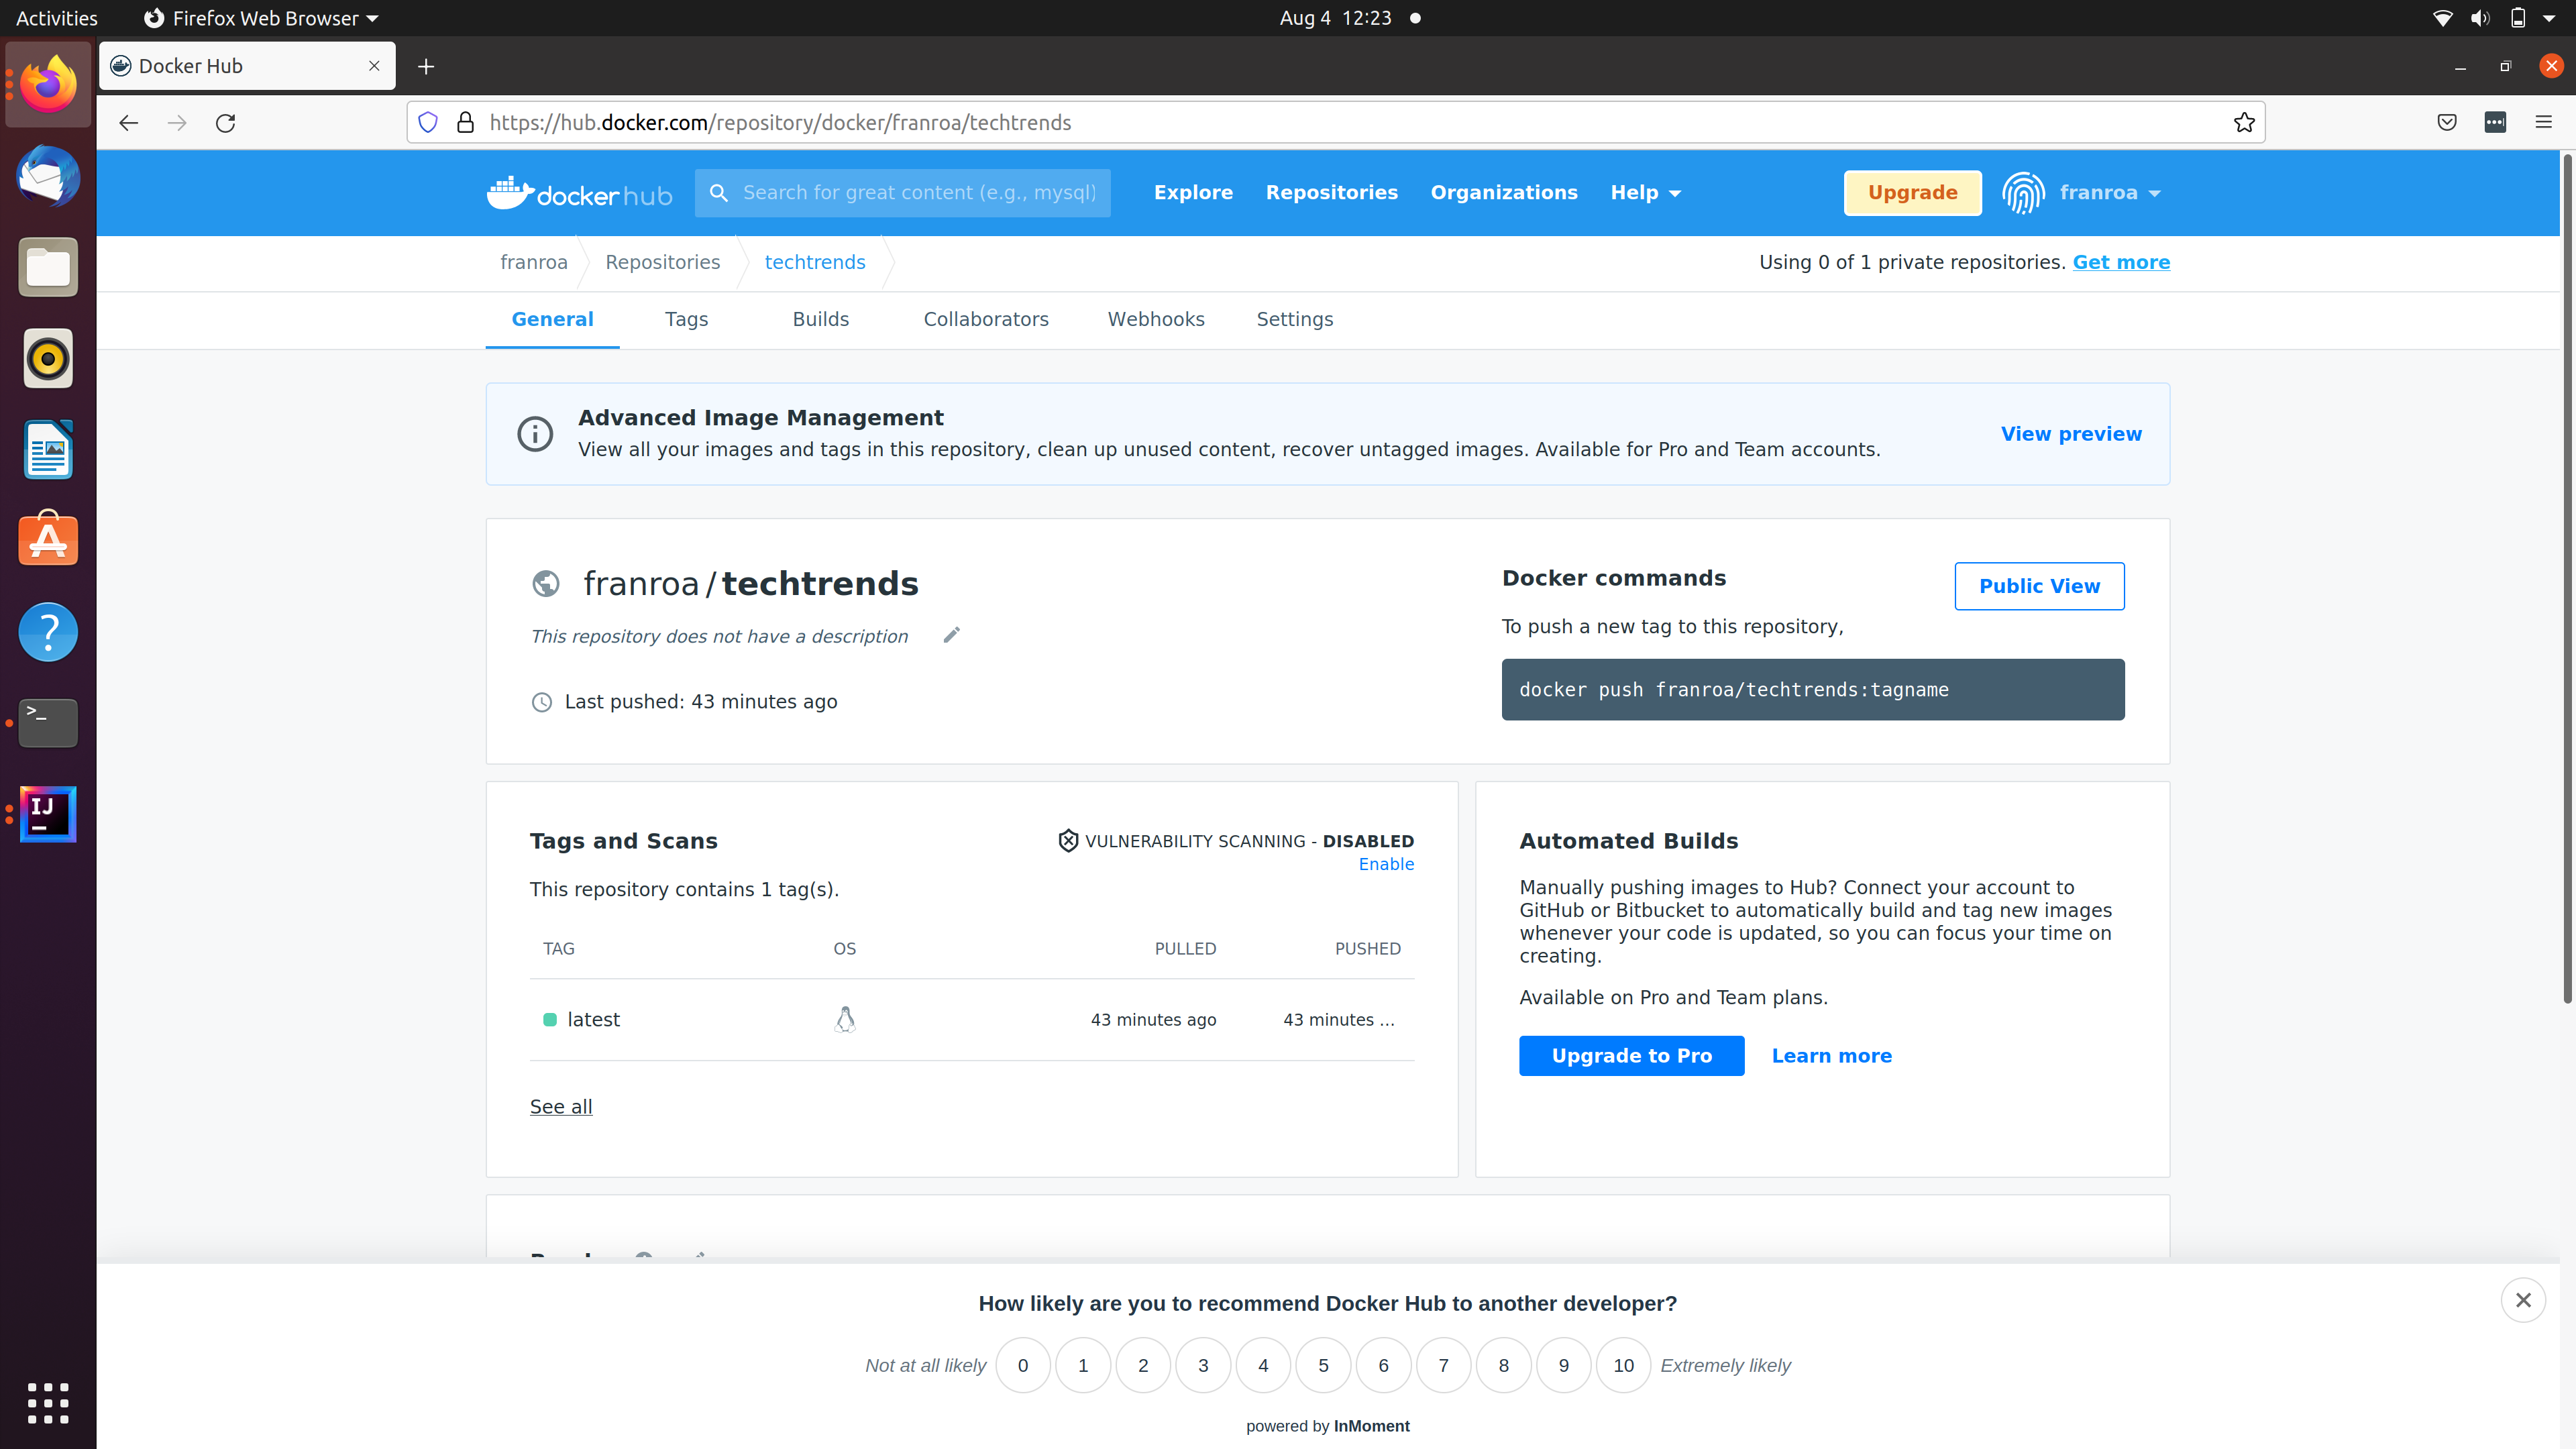 Activities
Firefox Web Browser
Aug 4 12:23
Docker Hub
https://hub.docker.com/repository/docker/franroa/techtrends
docker hub
Search for great content (e.g., mysql)
Explore
Repositories
Organizations
Help
Upgrade
franroa
franroa
Repositories
techtrends
Using 0 of 1 private repositories. Get more
General
Tags
Builds
Collaborators
Webhooks
Settings
Advanced Image Management
View all your images and tags in this repository, clean up unused content, recover untagged images. Available for Pro and Team accounts.
View preview
franroa / techtrends
This repository does not have a description
Last pushed: 43 minutes ago
Docker commands
Public View
To push a new tag to this repository,
docker push franroa/techtrends:tagname
Tags and Scans
VULNERABILITY SCANNING - DISABLED
Enable
This repository contains 1 tag(s).
TAG OS PULLED PUSHED
latest 43 minutes ago 43 minutes ...
See all
Automated Builds
Manually pushing images to Hub? Connect your account to
GitHub or Bitbucket to automatically build and tag new images
whenever your code is updated, so you can focus your time on
creating.
Available on Pro and Team plans.
Upgrade to Pro
Learn more
How likely are you to recommend Docker Hub to another developer?
Not at all likely 0 1 2 3 4 5 6 7 8 9 10 Extremely likely
powered by InMoment
IJ